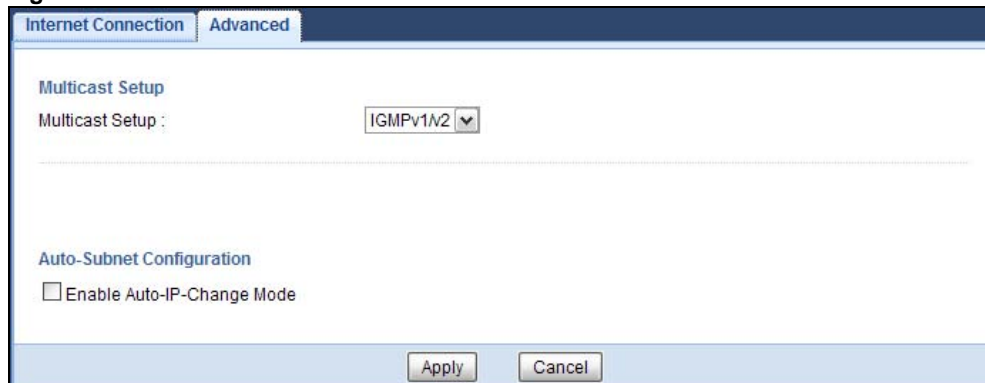 Internet Connection Advanced
Multicast Setup
Multicast Setup : IGMPv1/v2
Auto-Subnet Configuration
Enable Auto-IP-Change Mode
Apply Cancel